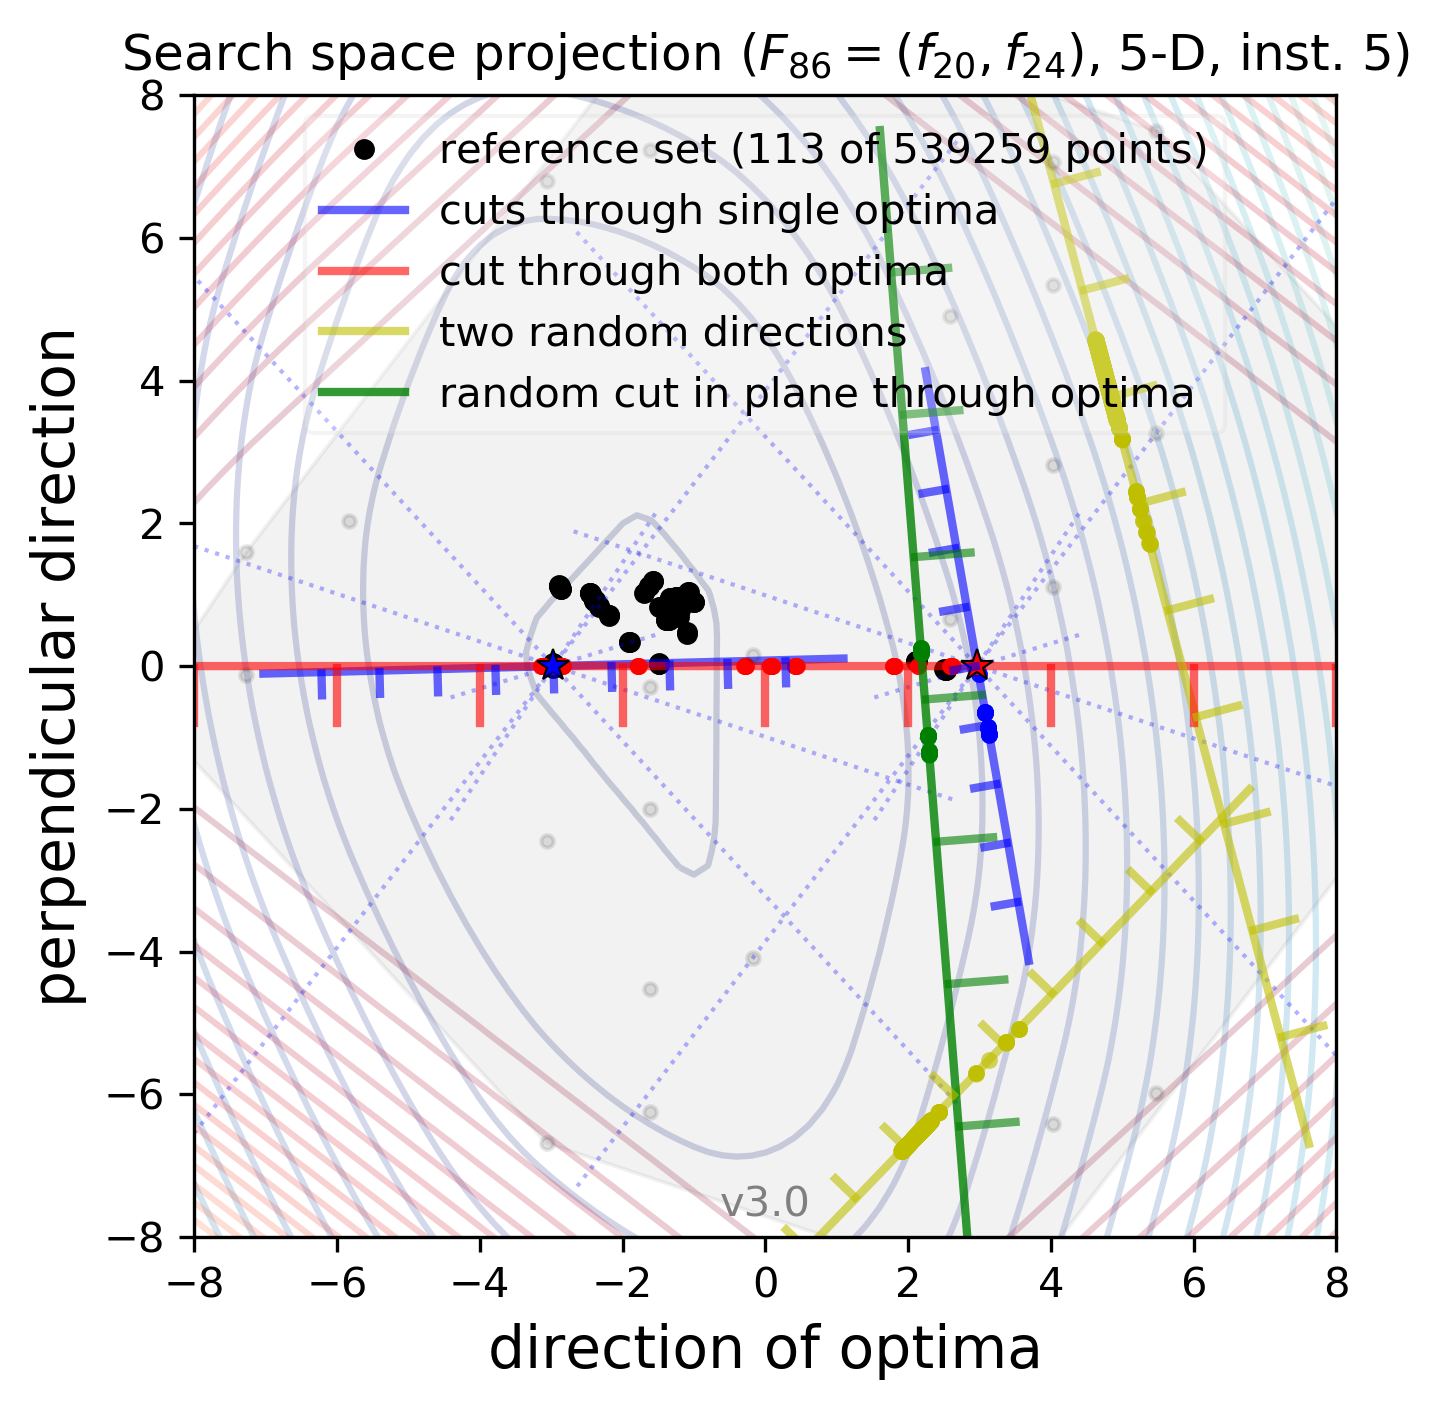 Search space projection (F₈₆ = (f₂₀, f₂₄), 5-D, inst. 5)
reference set (113 of 539259 points)
cuts through single optima
cut through both optima
two random directions
random cut in plane through optima
perpendicular direction
8
6
4
2
0
−2
−4
−6
−8
v3.0
−8 −6 −4 −2 0 2 4 6 8
direction of optima